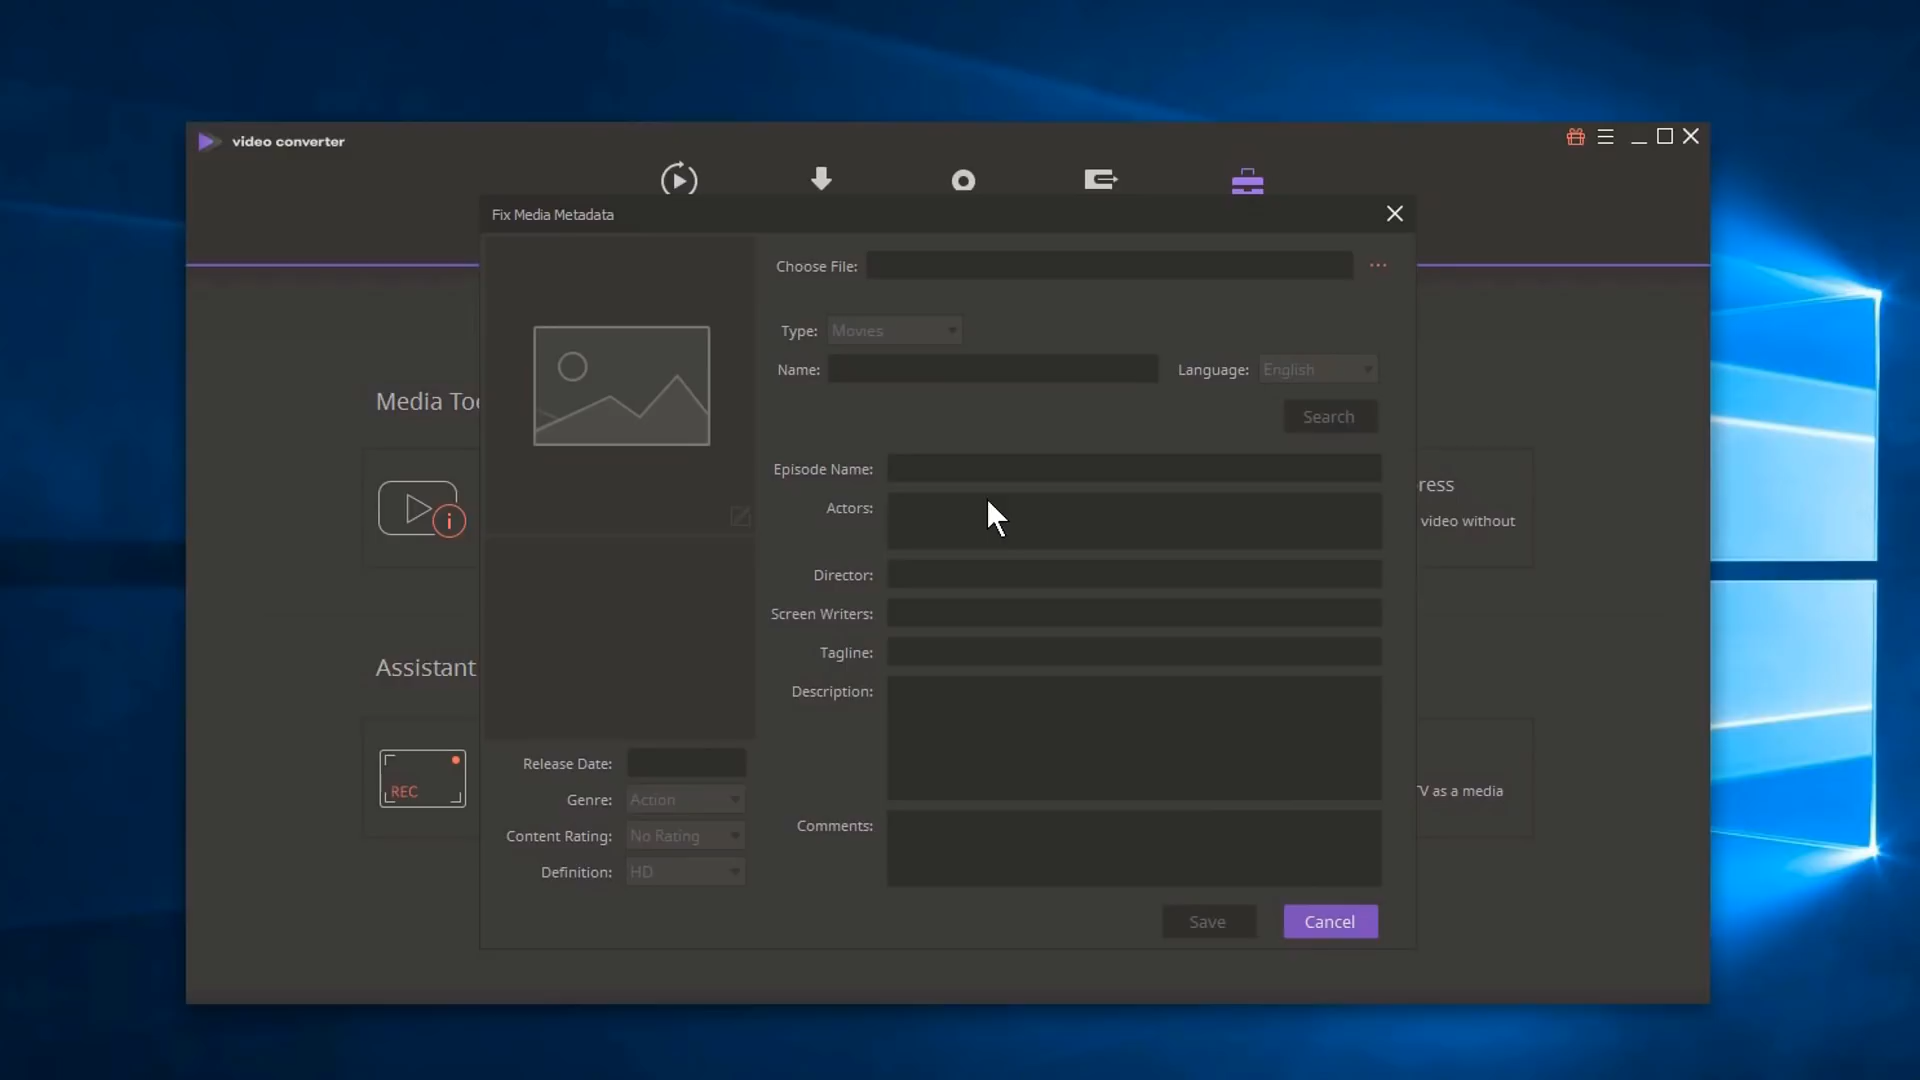 video converter
Fix Media Metadata
Choose File:
...
Type: Movies
Name:
Language: English
Search
Media Too
Episode Name:
Actors:
ress
video without
i
Director:
Screen Writers:
Tagline:
Assistant
Description:
Release Date:
REC
Genre: Action
V as a media
Content Rating: No Rating
Comments:
Definition: HD
Save
Cancel